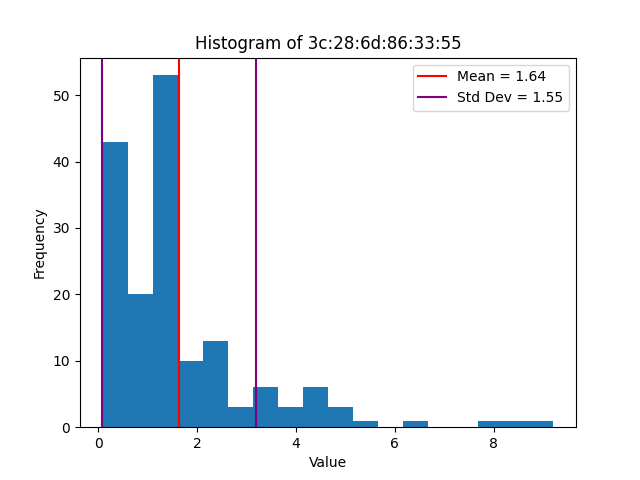 Histogram of 3c:28:6d:86:33:55
Mean = 1.64
Std Dev = 1.55
Frequency
50
40
30
20
10
0
0 2 4 6 8
Value